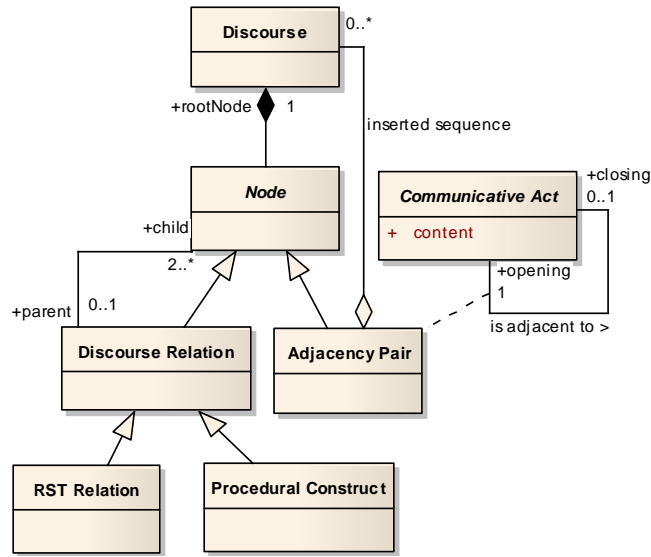 Discourse
0..*
+rootNode
1
inserted sequence
Node
+child
2..*
Communicative Act
+ content
+closing
0..1
+opening
1
is adjacent to >
+parent
0..1
Discourse Relation
Adjacency Pair
RST Relation
Procedural Construct